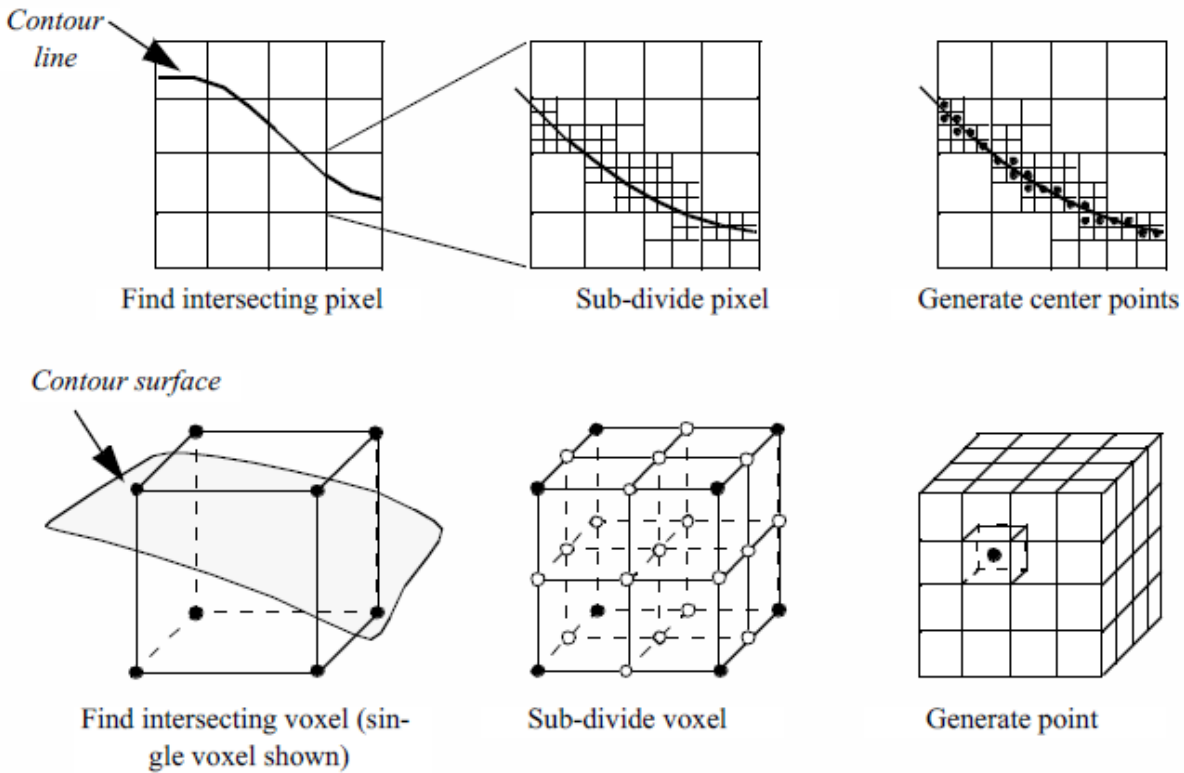 Contour
line
Find intersecting pixel
Sub-divide pixel
Generate center points
Contour surface
Find intersecting voxel (sin-
gle voxel shown)
Sub-divide voxel
Generate point